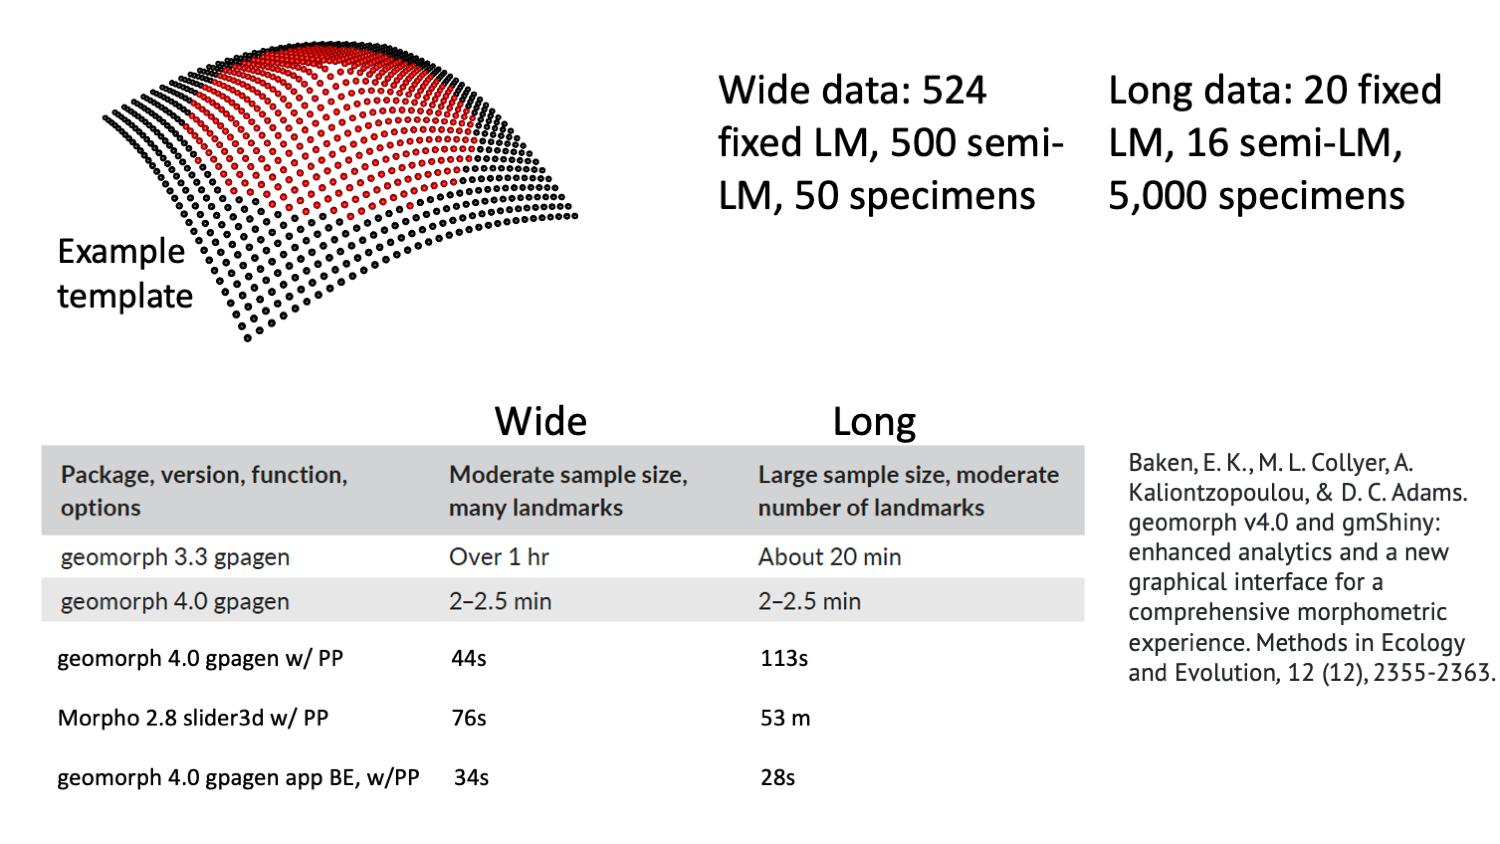 Wide data: 524
fixed LM, 500 semi-
LM, 50 specimens
Long data: 20 fixed
LM, 16 semi-LM,
5,000 specimens
Example
template
Wide
Long
Package, version, function,
options
Moderate sample size,
many landmarks
Large sample size, moderate
number of landmarks
geomorph 3.3 gpagen
Over 1 hr
About 20 min
geomorph 4.0 gpagen
2–2.5 min
2–2.5 min
geomorph 4.0 gpagen w/ PP
44s
113s
Morpho 2.8 slider3d w/ PP
76s
53 m
geomorph 4.0 gpagen app BE, w/PP
34s
28s
Baken, E. K., M. L. Collyer, A.
Kaliontzopoulou, & D. C. Adams.
geomorph v4.0 and gmShiny:
enhanced analytics and a new
graphical interface for a
comprehensive morphometric
experience. Methods in Ecology
and Evolution, 12 (12), 2355-2363.